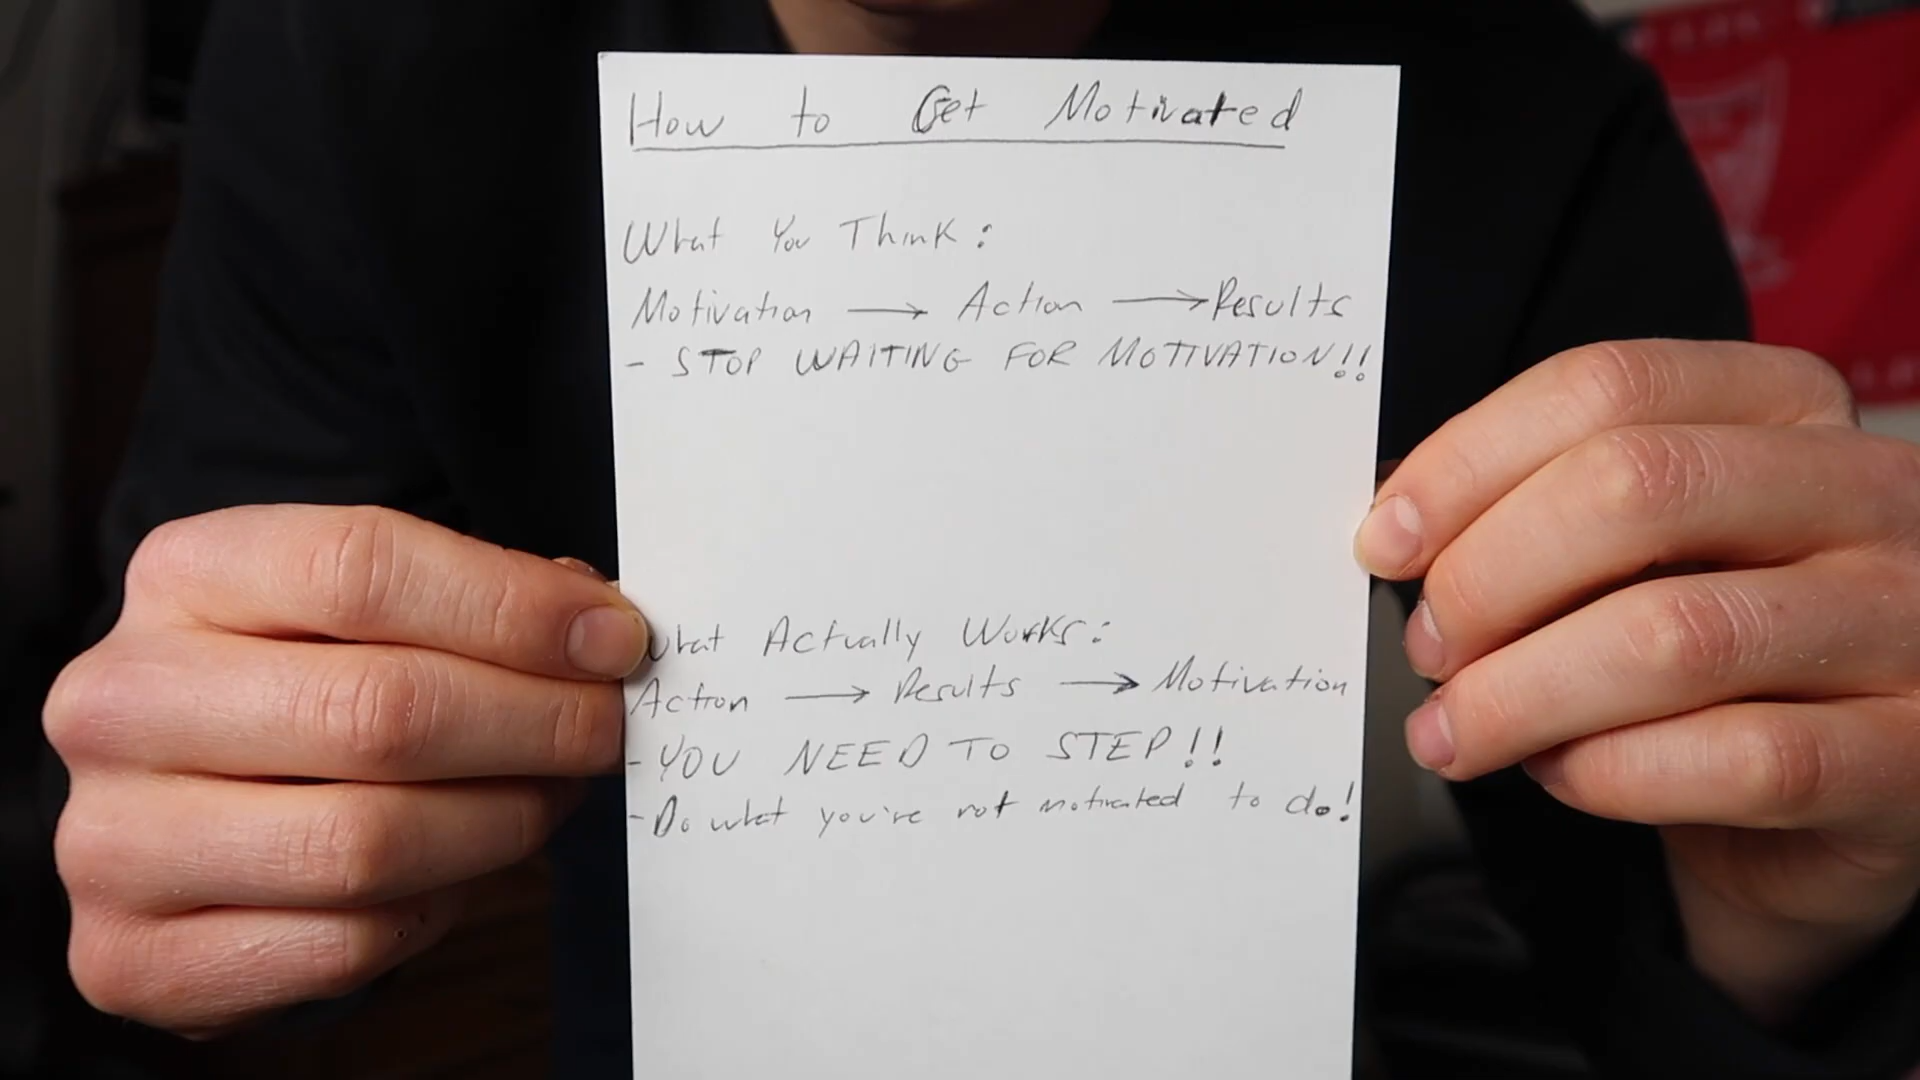 How to Get Motivated
What You Think:
Motivation → Action → Results
- STOP WAITING FOR MOTIVATION!!
What Actually Works:
Action → Results → Motivation
- YOU NEED TO STEP!!
- Do what you're not motivated to do!